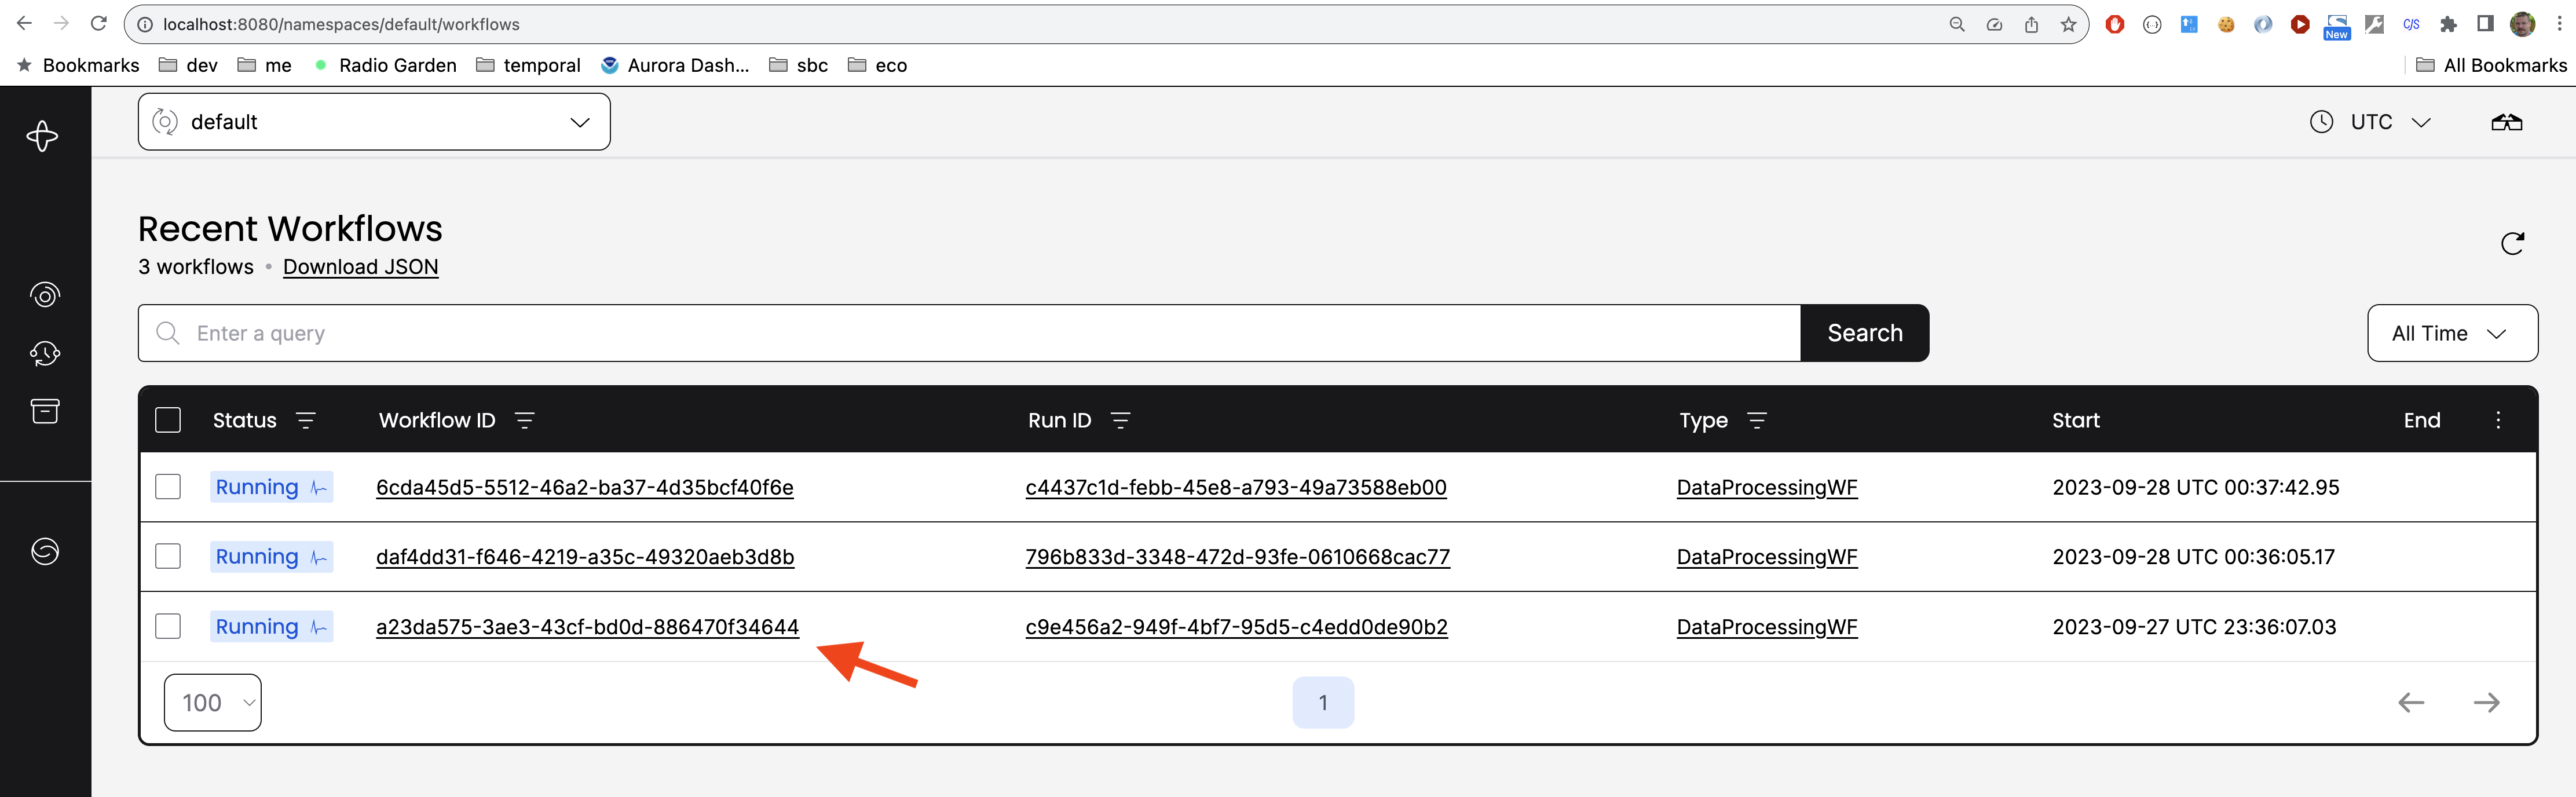 localhost:8080/namespaces/default/workflows
New
C/S
Bookmarks dev me Radio Garden temporal Aurora Dash... sbc eco All Bookmarks
default UTC
Recent Workflows
3 workflows • Download JSON
Enter a query Search All Time
Status Workflow ID Run ID Type Start End
Running 6cda45d5-5512-46a2-ba37-4d35bcf40f6e c4437c1d-febb-45e8-a793-49a73588eb00 DataProcessingWF 2023-09-28 UTC 00:37:42.95
Running daf4dd31-f646-4219-a35c-49320aeb3d8b 796b833d-3348-472d-93fe-0610668cac77 DataProcessingWF 2023-09-28 UTC 00:36:05.17
Running a23da575-3ae3-43cf-bd0d-886470f34644 c9e456a2-949f-4bf7-95d5-c4edd0de90b2 DataProcessingWF 2023-09-27 UTC 23:36:07.03
100 1